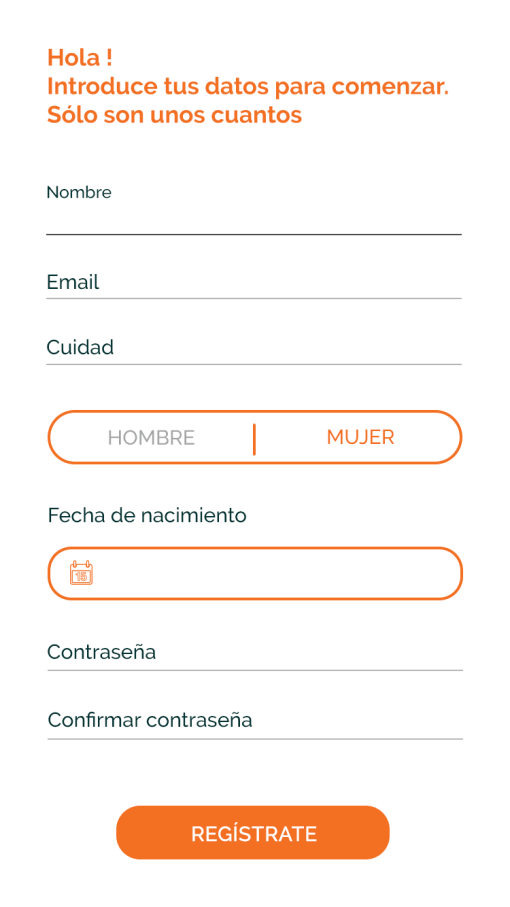 Hola !
Introduce tus datos para comenzar.
Sólo son unos cuantos
Nombre
Email
Cuidad
HOMBRE | MUJER
Fecha de nacimiento
15
Contraseña
Confirmar contraseña
REGÍSTRATE